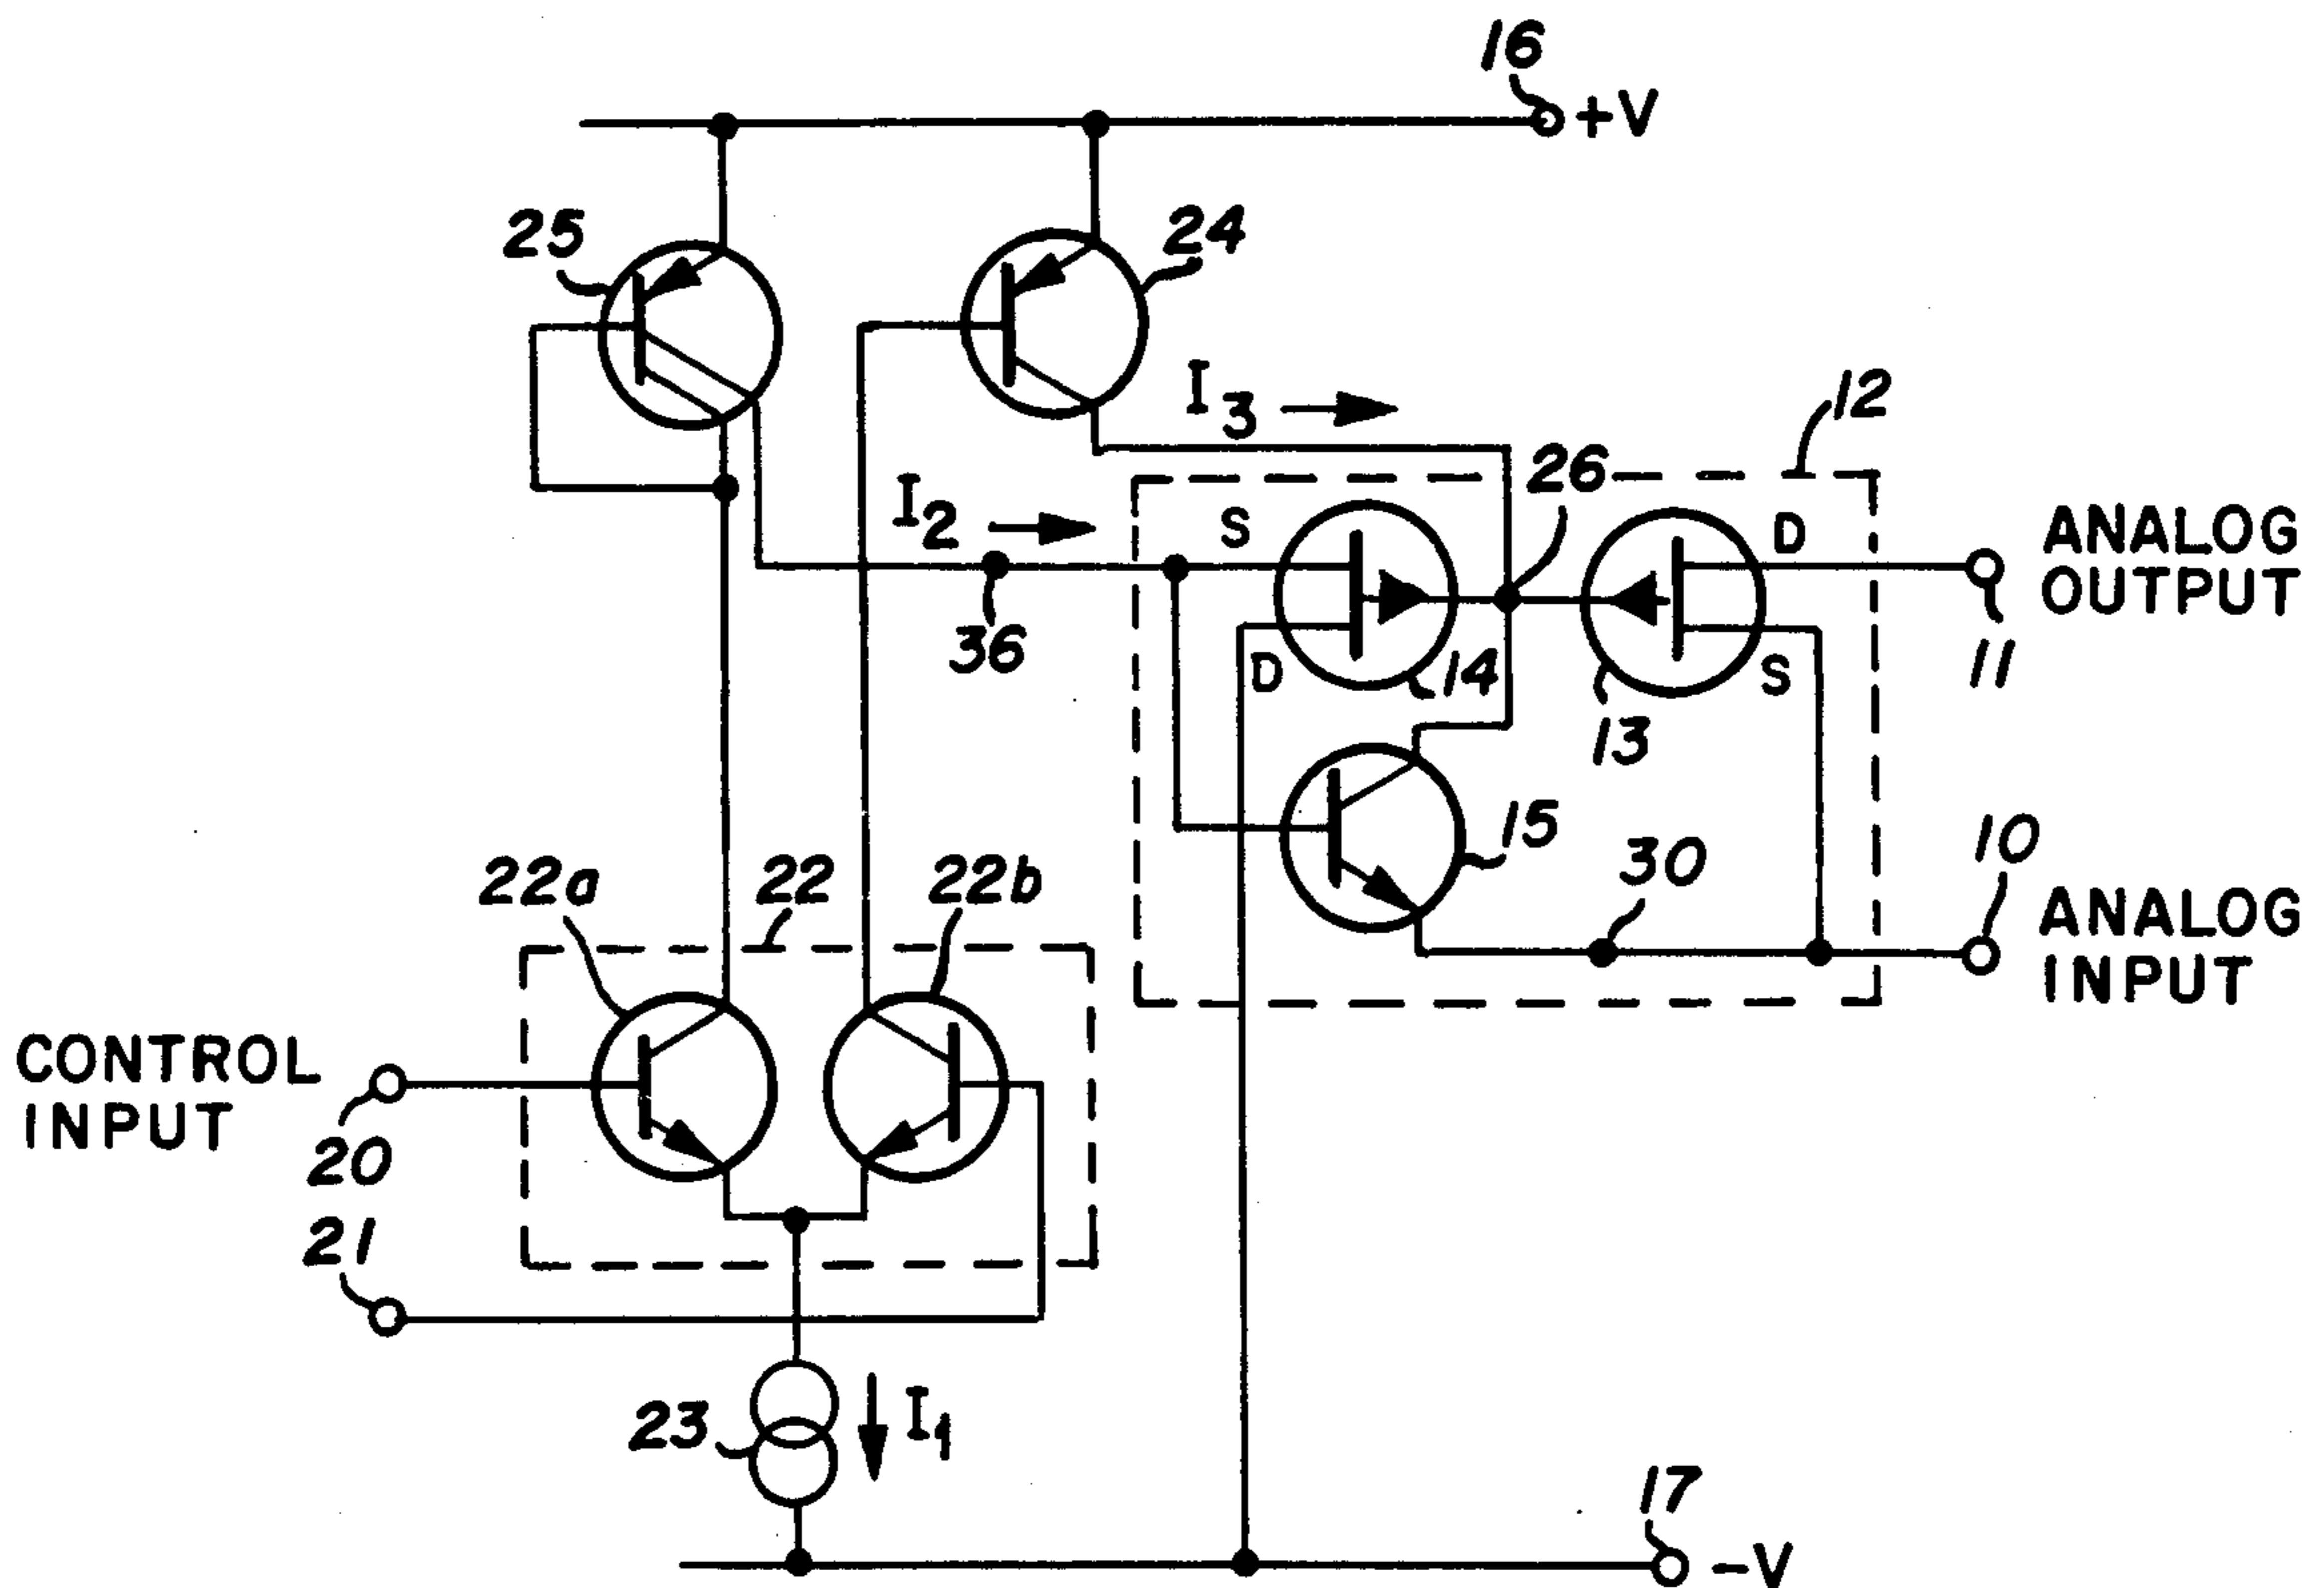 16
+V
25
24
I3
12
26
I2
S
D
ANALOG
OUTPUT
36
D
14
S
11
13
15
30
10
22a
22
22b
ANALOG
INPUT
CONTROL
INPUT
20
21
23
I1
17
-V